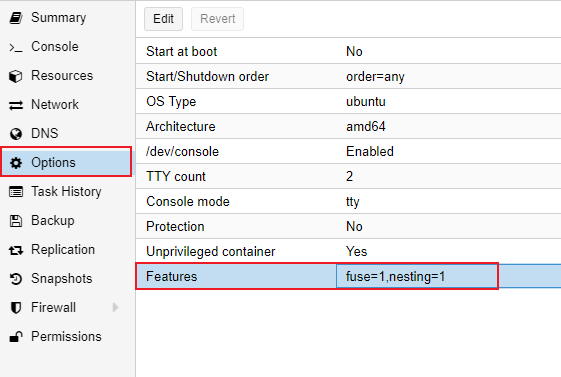 Summary
Console
Resources
Network
DNS
Options
Task History
Backup
Replication
Snapshots
Firewall
Permissions
Edit Revert
Start at boot No
Start/Shutdown order order=any
OS Type ubuntu
Architecture amd64
/dev/console Enabled
TTY count 2
Console mode tty
Protection No
Unprivileged container Yes
Features fuse=1,nesting=1